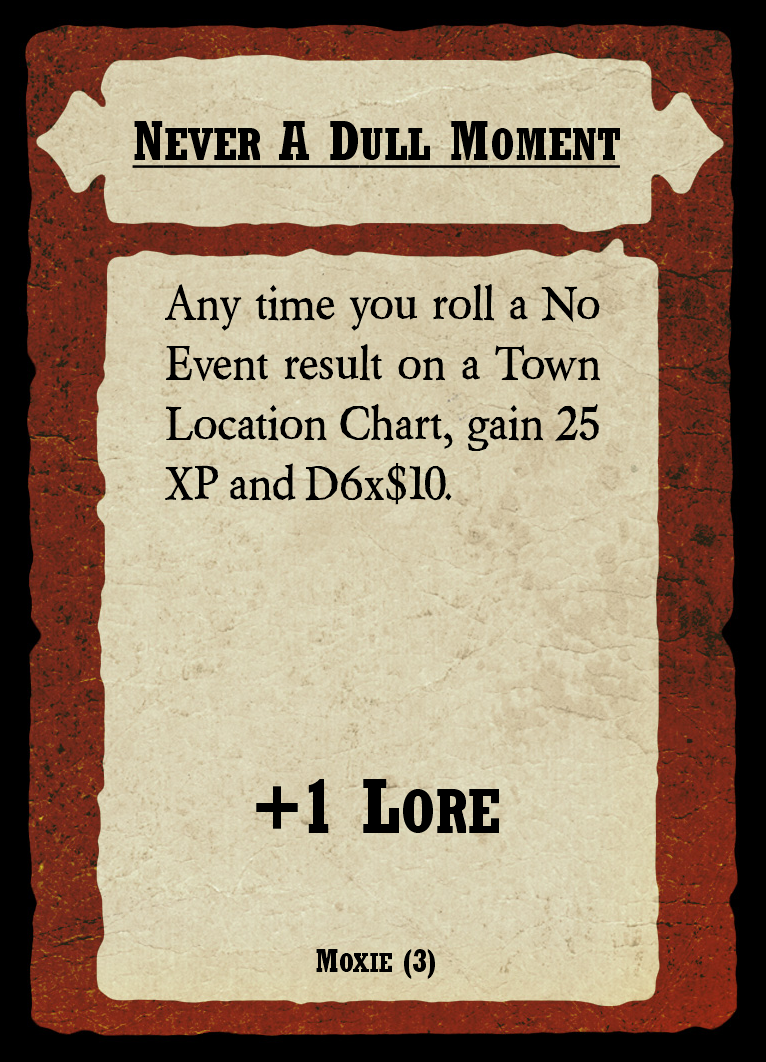 Never A Dull Moment
Any time you roll a No
Event result on a Town
Location Chart, gain 25
XP and D6x$10.
+1 Lore
Moxie (3)